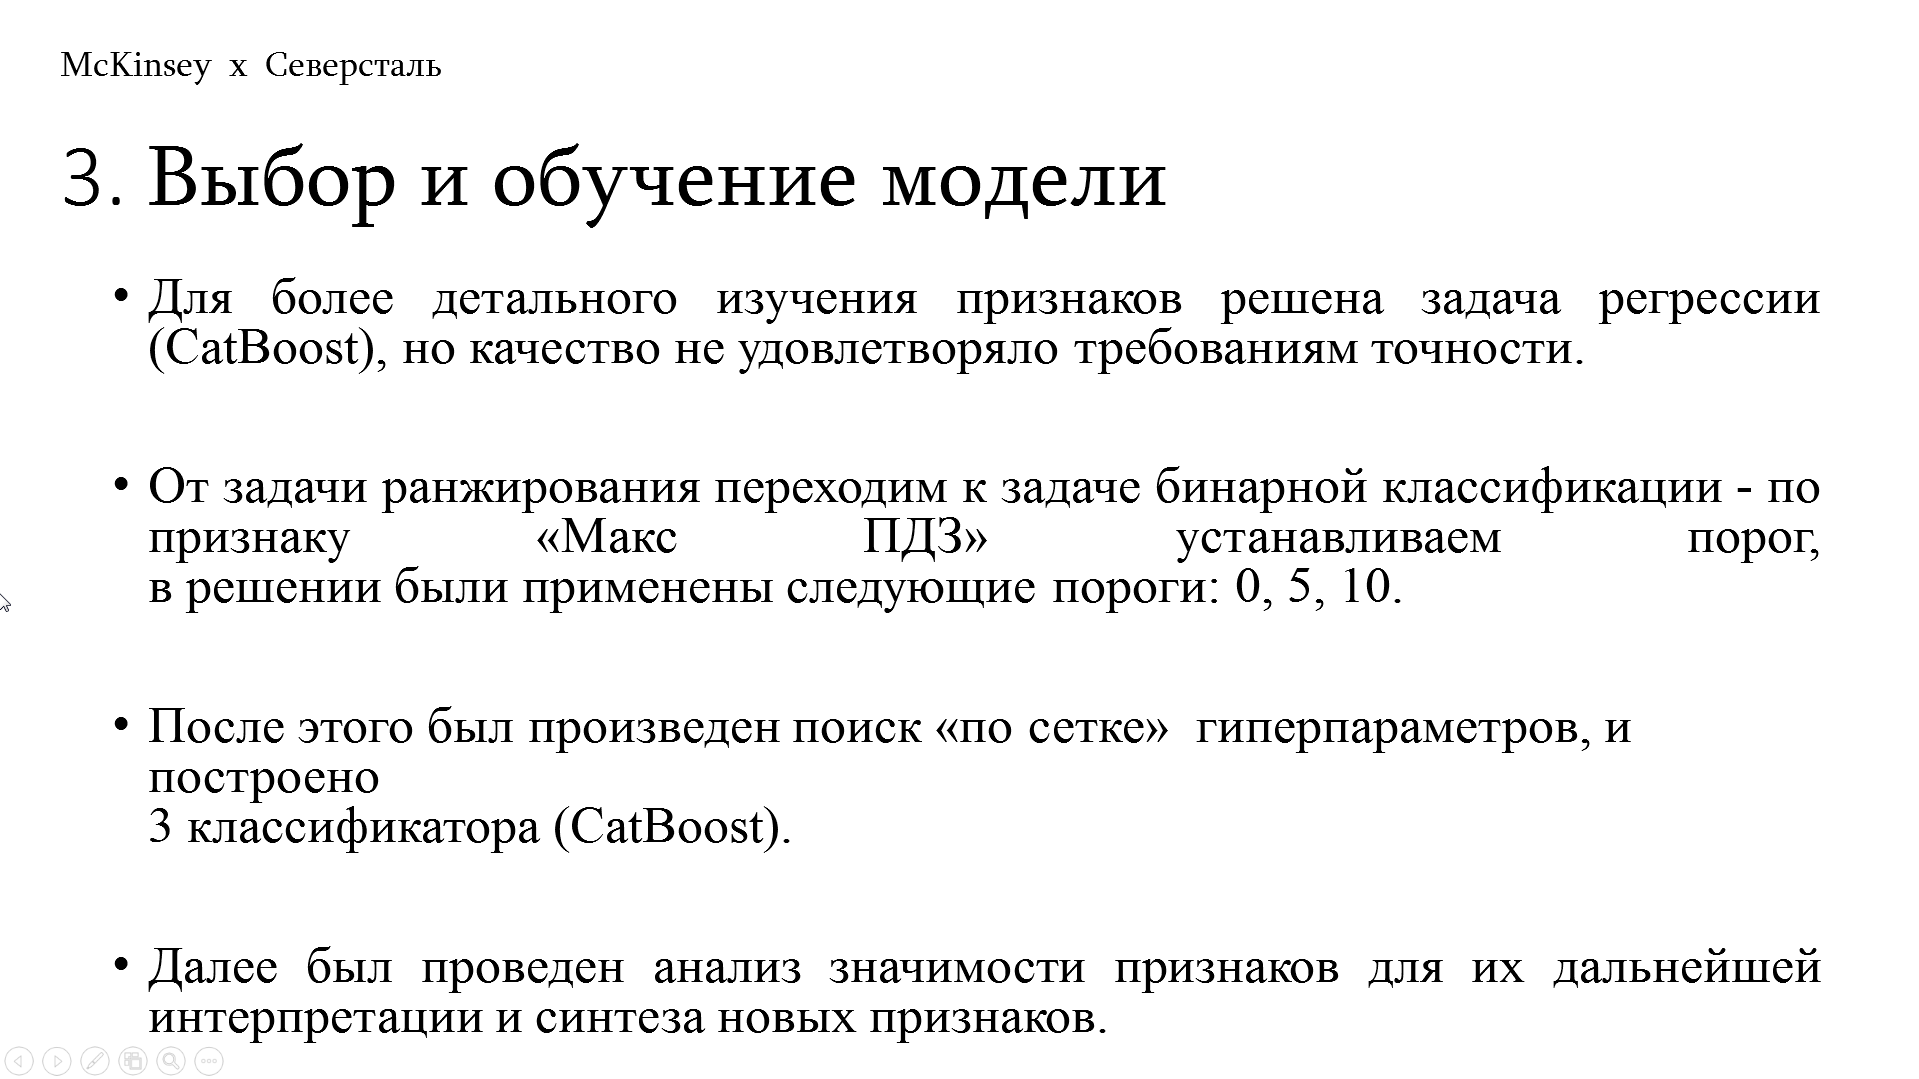 McKinsey x Северсталь
3. Выбор и обучение модели
• Для более детального изучения признаков решена задача регрессии
(CatBoost), но качество не удовлетворяло требованиям точности.
• От задачи ранжирования переходим к задаче бинарной классификации - по
признаку «Макс ПДЗ» устанавливаем порог,
в решении были применены следующие пороги: 0, 5, 10.
• После этого был произведен поиск «по сетке» гиперпараметров, и
построено
3 классификатора (CatBoost).
• Далее был проведен анализ значимости признаков для их дальнейшей
интерпретации и синтеза новых признаков.